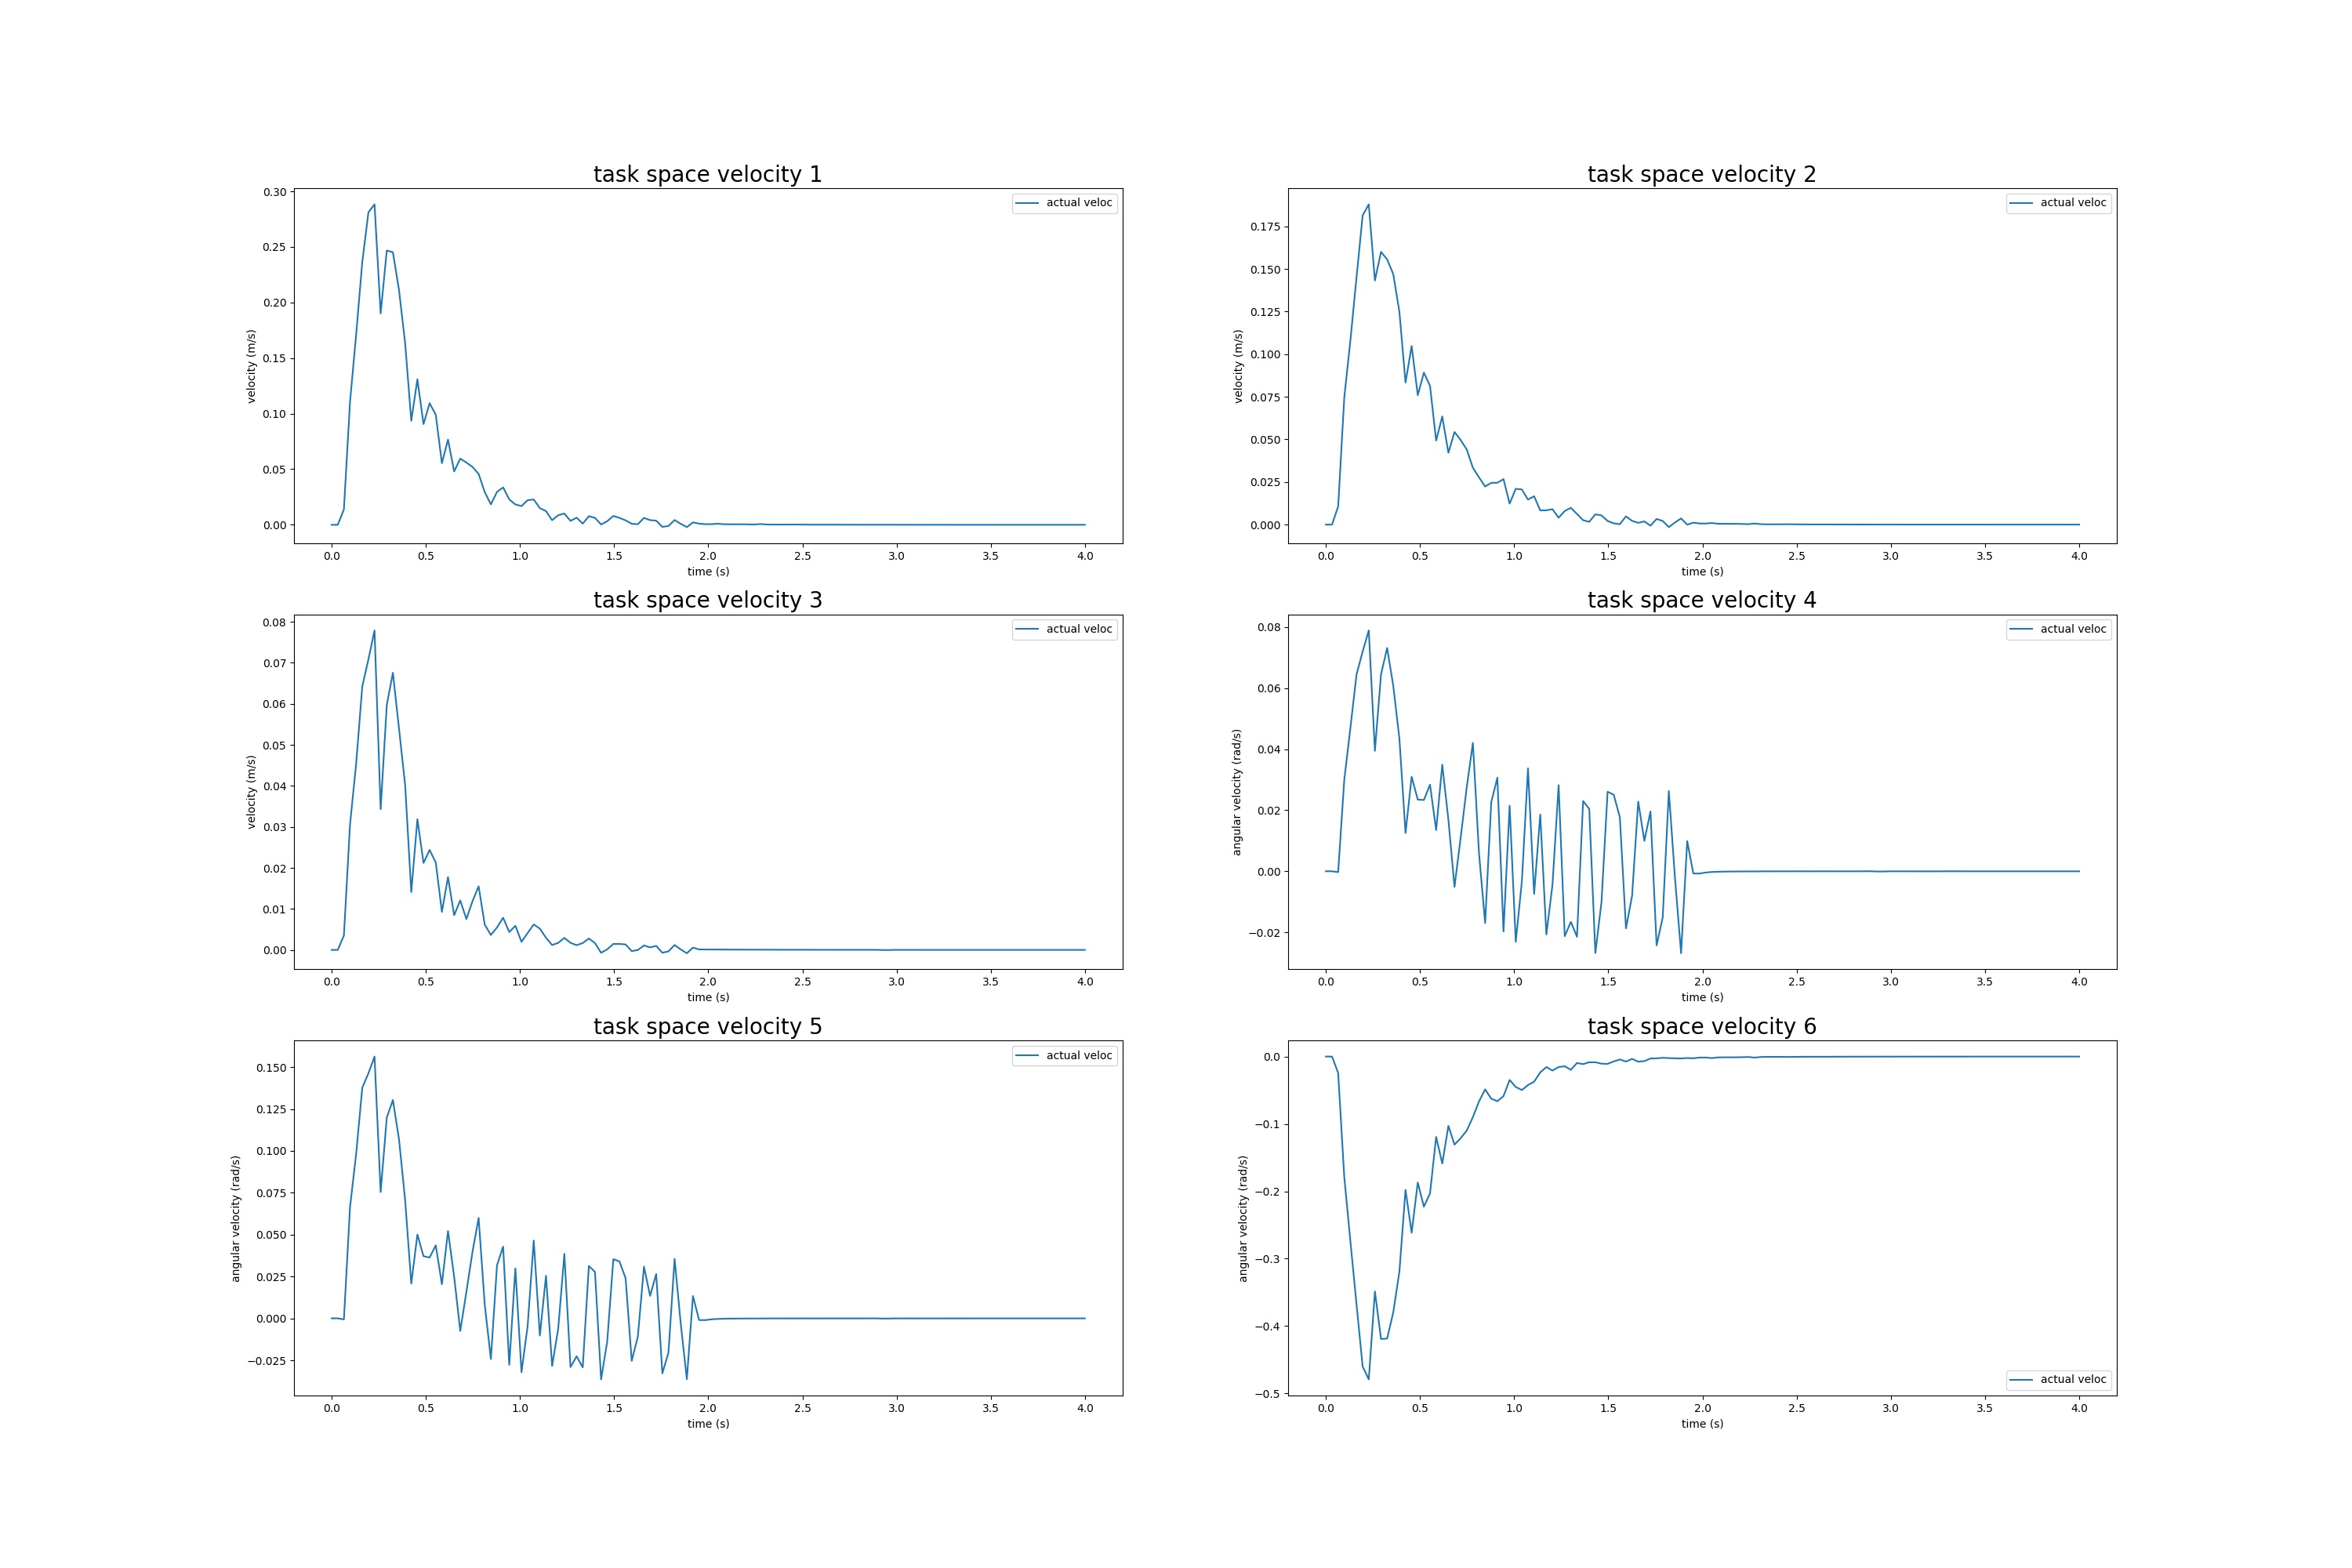 task space velocity 1
task space velocity 2
actual veloc
actual veloc
velocity (m/s)
velocity (m/s)
0.30
0.25
0.20
0.15
0.10
0.05
0.00
0.175
0.150
0.125
0.100
0.075
0.050
0.025
0.000
0.0 0.5 1.0 1.5 2.0 2.5 3.0 3.5 4.0
0.0 0.5 1.0 1.5 2.0 2.5 3.0 3.5 4.0
time (s)
time (s)
task space velocity 3
task space velocity 4
actual veloc
actual veloc
velocity (m/s)
angular velocity (rad/s)
0.08
0.07
0.06
0.05
0.04
0.03
0.02
0.01
0.00
0.08
0.06
0.04
0.02
0.00
−0.02
0.0 0.5 1.0 1.5 2.0 2.5 3.0 3.5 4.0
0.0 0.5 1.0 1.5 2.0 2.5 3.0 3.5 4.0
time (s)
time (s)
task space velocity 5
task space velocity 6
actual veloc
actual veloc
angular velocity (rad/s)
angular velocity (rad/s)
0.150
0.125
0.100
0.075
0.050
0.025
0.000
−0.025
0.0
−0.1
−0.2
−0.3
−0.4
−0.5
0.0 0.5 1.0 1.5 2.0 2.5 3.0 3.5 4.0
0.0 0.5 1.0 1.5 2.0 2.5 3.0 3.5 4.0
time (s)
time (s)